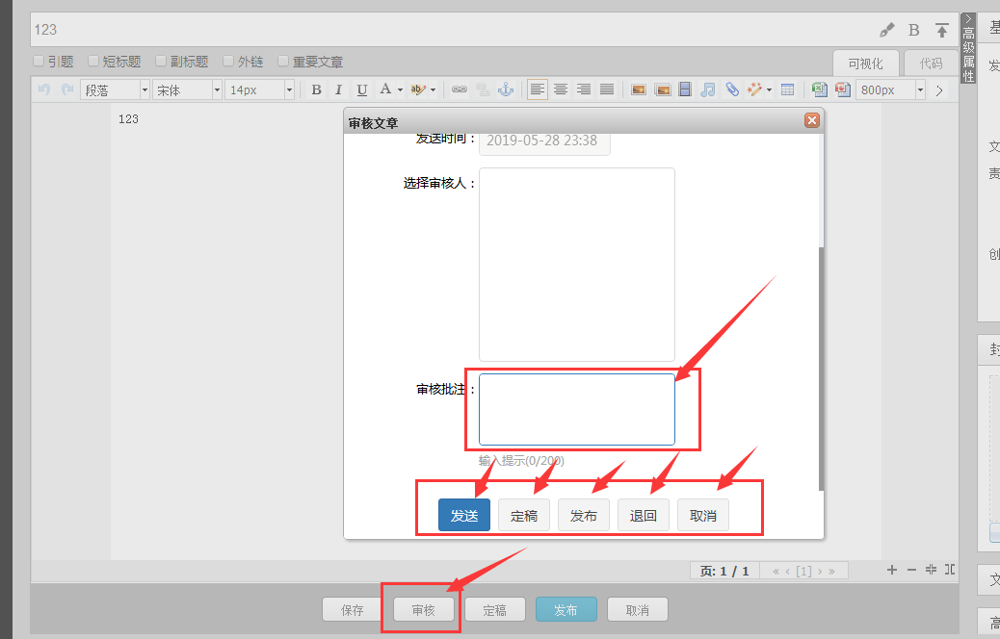 123
B
高级属性
引题 短标题 副标题 外链 重要文章
可视化 代码
段落 宋体 14px B I U A ab 800px
123
审核文章
发送时间：
2019-05-28 23:38
选择审核人：
审核批注：
输入提示(0/200)
发送 定稿 发布 退回 取消
页: 1 / 1 « ‹ [1] › »
保存 审核 定稿 发布 取消
基
发
文
责
创
封
文
高